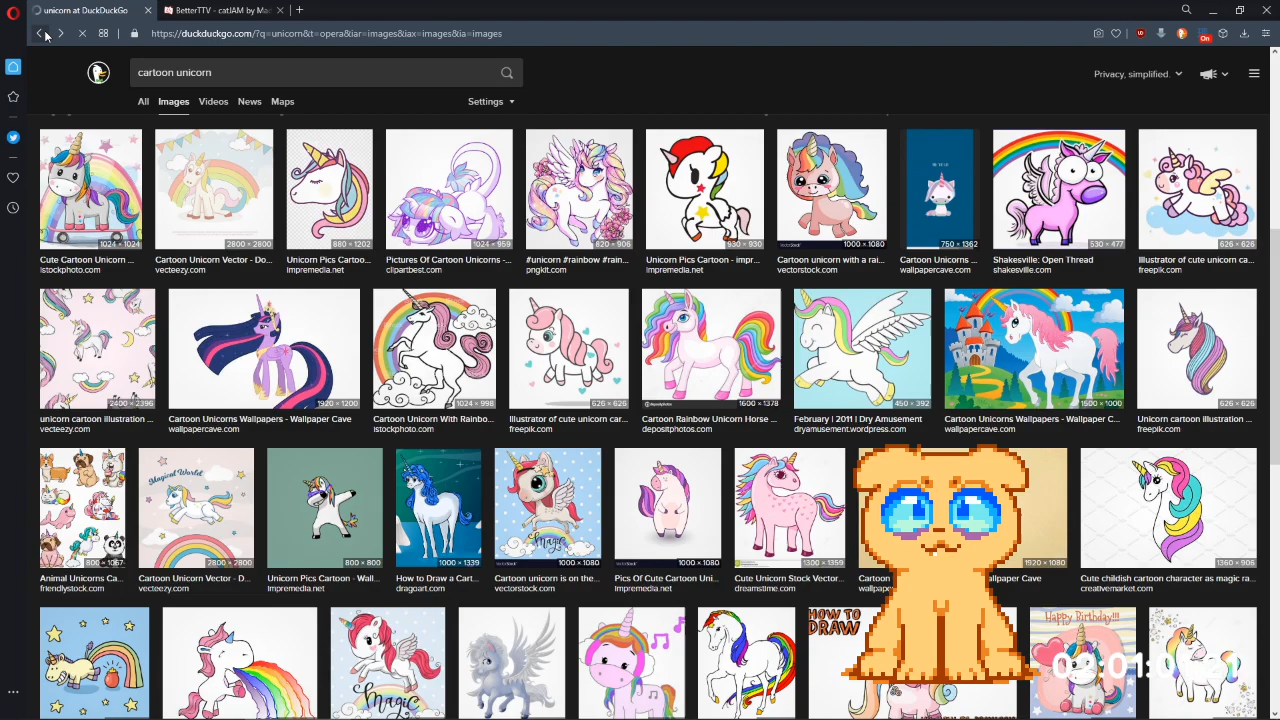 unicorn at DuckDuckGo
BetterTTV - catJAM by Ma
https://duckduckgo.com/?q=unicorn&t=opera&iar=images&iax=images&ia=images
On
cartoon unicorn
Privacy, simplified.
All Images Videos News Maps
Settings
1024 × 1024
2800 × 2800
880 × 1202
1024 × 959
820 × 906
930 × 930
1000 × 1080
750 × 1362
530 × 477
626 × 626
Cute Cartoon Unicorn ...
Cartoon Unicorn Vector - Do...
Unicorn Pics Cartoo...
Pictures Of Cartoon Unicorns -...
#unicorn #rainbow #rain...
Unicorn Pics Cartoon - impr...
Cartoon unicorn with a rai...
Cartoon Unicorns ...
Shakesville: Open Thread
Illustrator of cute unicorn ca...
istockphoto.com
vecteezy.com
impremedia.net
clipartbest.com
pngkit.com
impremedia.net
vectorstock.com
wallpapercave.com
shakesville.com
freepik.com
2400 × 2396
1920 × 1200
1024 × 998
626 × 626
1600 × 1378
450 × 392
1500 × 1000
626 × 626
unicorn cartoon illustration ...
Cartoon Unicorns Wallpapers - Wallpaper Cave
Cartoon Unicorn With Rainbo...
Illustrator of cute unicorn car...
Cartoon Rainbow Unicorn Horse ...
February | 2011 | Dry Amusement
Cartoon Unicorns Wallpapers - Wallpaper C...
Unicorn cartoon illustration ...
vecteezy.com
wallpapercave.com
istockphoto.com
freepik.com
depositphotos.com
dryamusement.wordpress.com
wallpapercave.com
freepik.com
Magical World
magic
800 × 1067
2800 × 2800
800 × 800
1000 × 1339
1000 × 1080
1000 × 1080
1300 × 1359
1920 × 1080
1360 × 906
Animal Unicorns Ca...
Cartoon Unicorn Vector - D...
Unicorn Pics Cartoon - Wall...
How to Draw a Cart...
Cartoon unicorn is on the...
Pics Of Cute Cartoon Uni...
Cute Unicorn Stock Vector...
Cartoon
allpaper Cave
Cute childish cartoon character as magic ra...
friendlystock.com
vecteezy.com
impremedia.net
dragoart.com
vectorstock.com
impremedia.net
dreamstime.com
wallpap
creativemarket.com
magic
HOW TO
DRAW
Happy Birthday!!